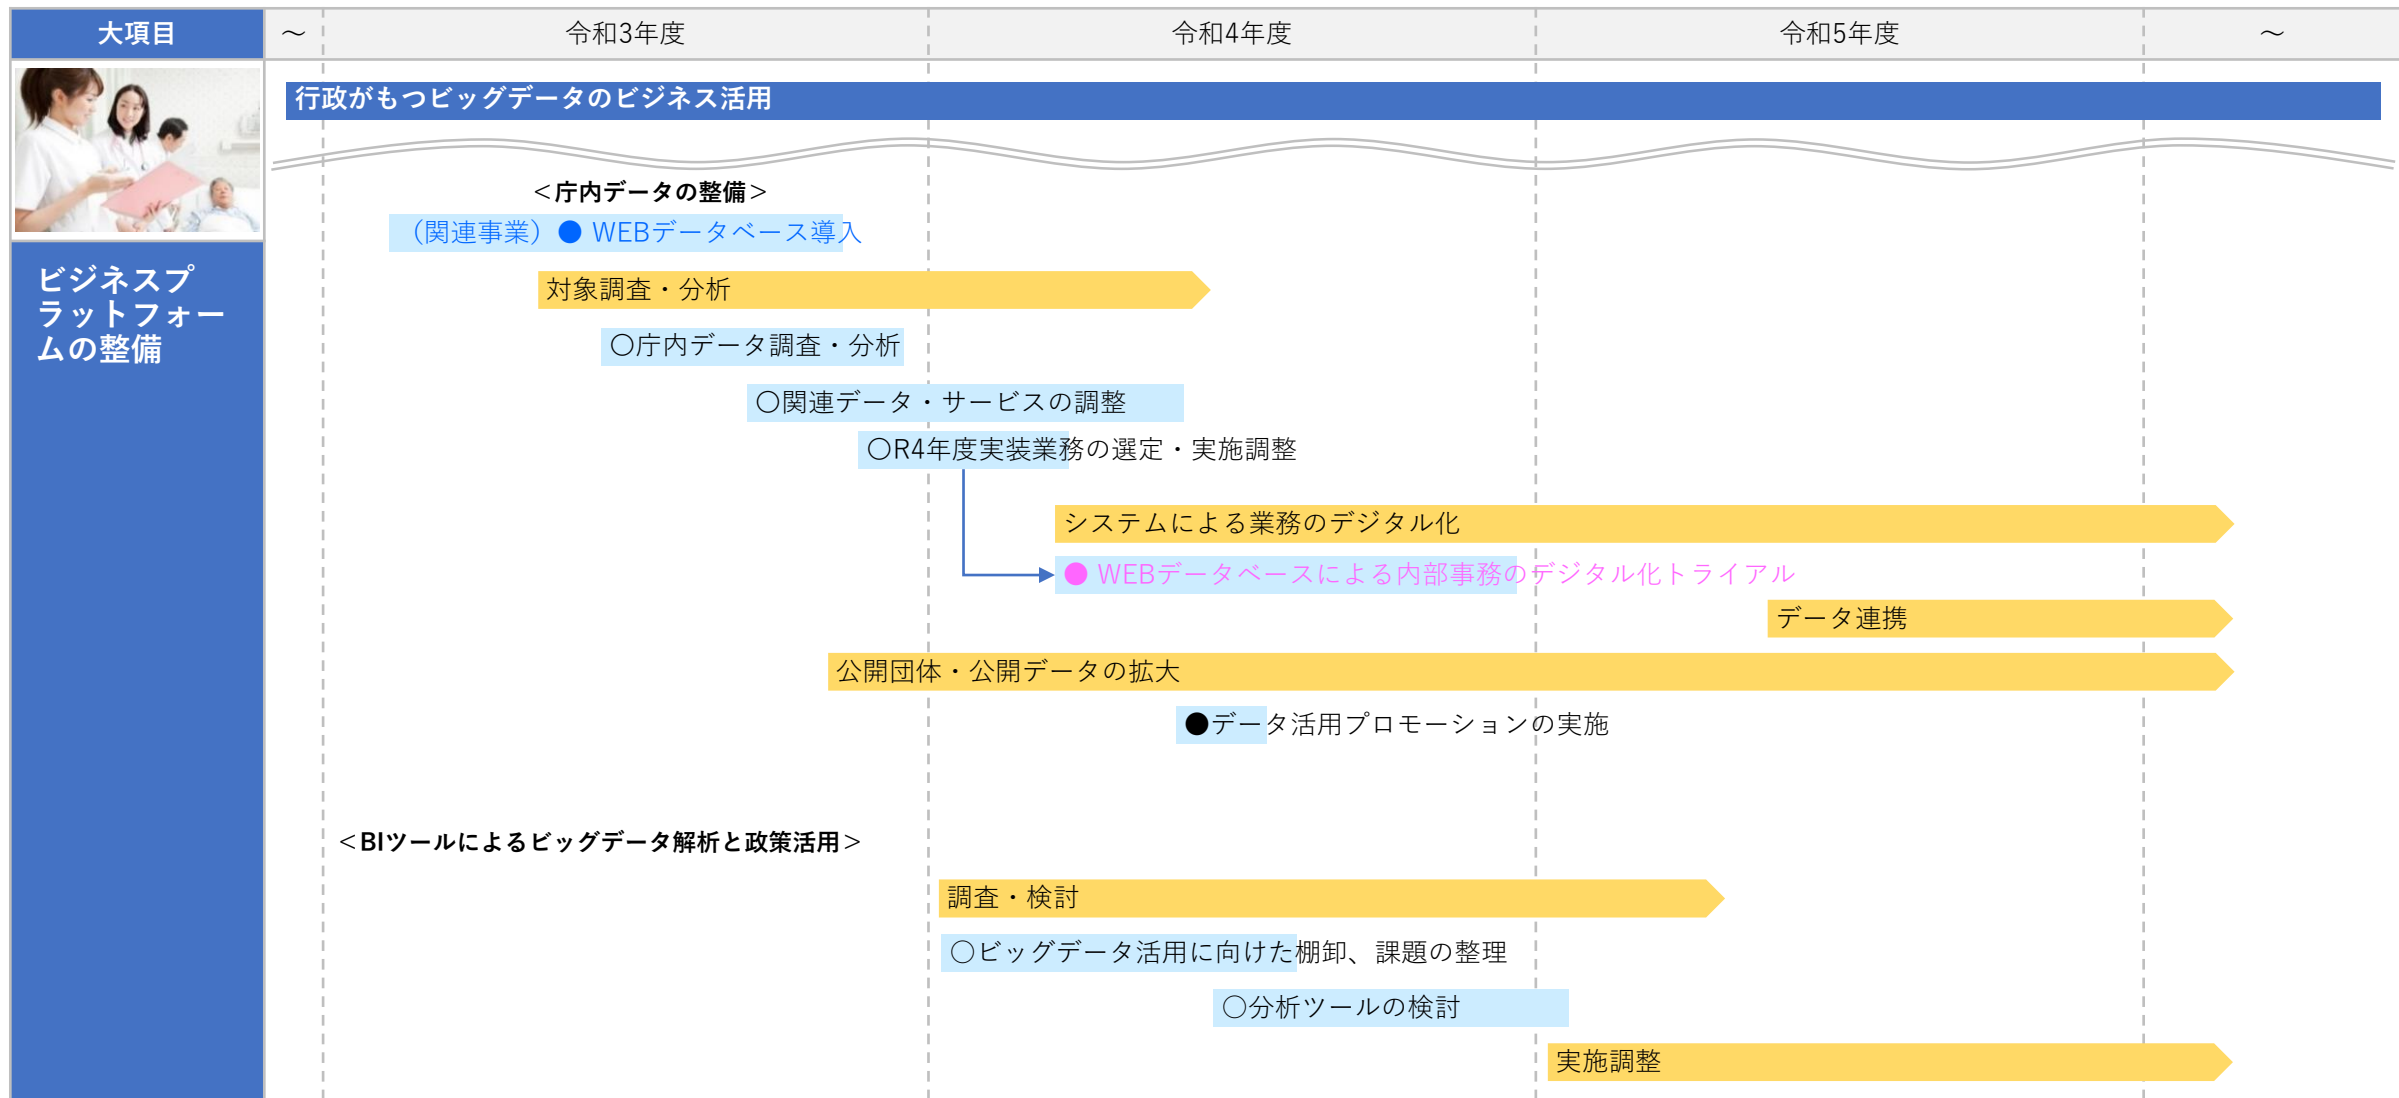 大項目
～
令和3年度
令和4年度
令和5年度
～
行政がもつビッグデータのビジネス活用
ビジネスプ
ラットフォー
ムの整備
＜庁内データの整備＞
（関連事業）● WEBデータベース導入
対象調査・分析
〇庁内データ調査・分析
〇関連データ・サービスの調整
〇R4年度実装業務の選定・実施調整
システムによる業務のデジタル化
● WEBデータベースによる内部事務のデジタル化トライアル
データ連携
公開団体・公開データの拡大
●データ活用プロモーションの実施
＜BIツールによるビッグデータ解析と政策活用＞
調査・検討
〇ビッグデータ活用に向けた棚卸、課題の整理
〇分析ツールの検討
実施調整